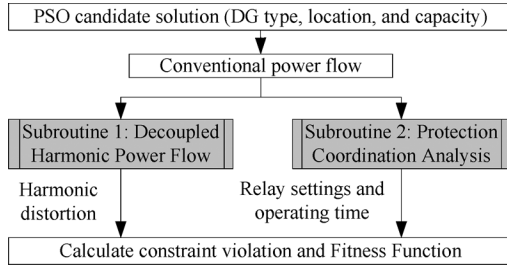 PSO candidate solution (DG type, location, and capacity)
Conventional power flow
Subroutine 1: Decoupled
Harmonic Power Flow
Subroutine 2: Protection
Coordination Analysis
Harmonic
distortion
Relay settings and
operating time
Calculate constraint violation and Fitness Function